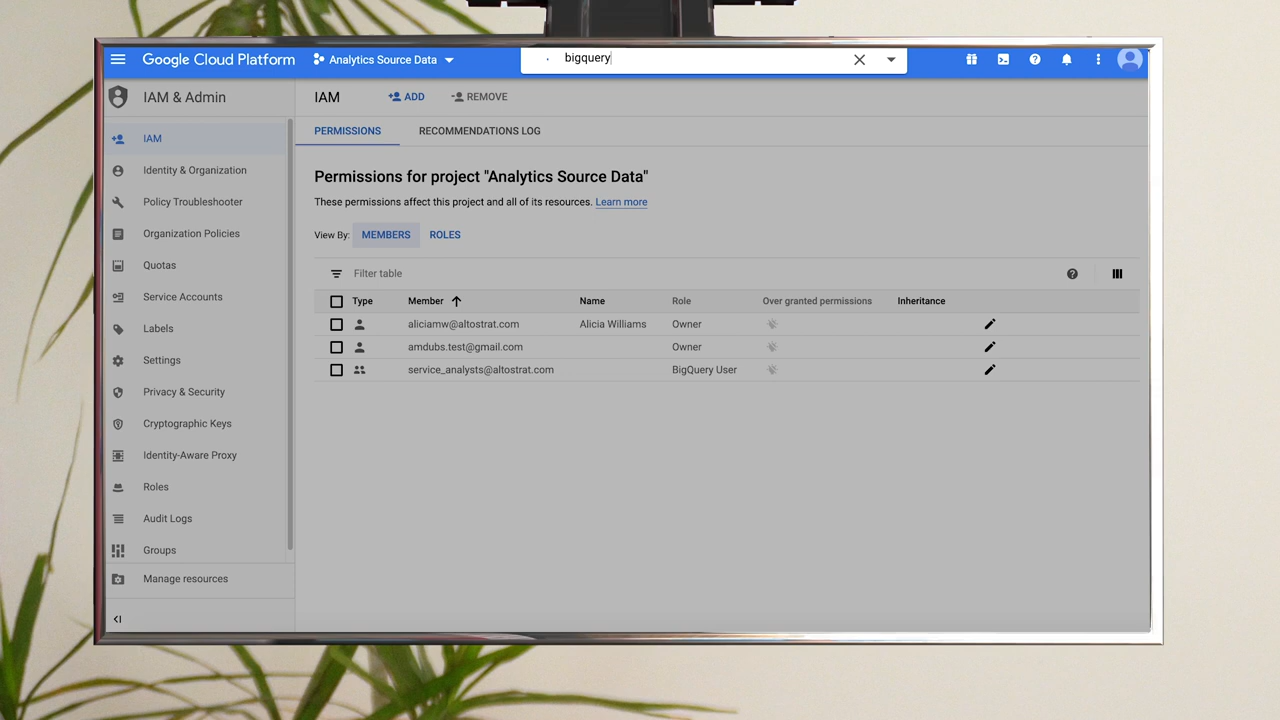 Google Cloud Platform
Analytics Source Data
bigquery
IAM & Admin
IAM
Identity & Organization
Policy Troubleshooter
Organization Policies
Quotas
Service Accounts
Labels
Settings
Privacy & Security
Cryptographic Keys
Identity-Aware Proxy
Roles
Audit Logs
Groups
Manage resources
IAM
ADD
REMOVE
PERMISSIONS
RECOMMENDATIONS LOG
Permissions for project "Analytics Source Data"
These permissions affect this project and all of its resources. Learn more
View By: MEMBERS ROLES
Filter table
Type Member Name Role Over granted permissions Inheritance
aliciamw@altostrat.com Alicia Williams Owner
amdubs.test@gmail.com Owner
service_analysts@altostrat.com BigQuery User